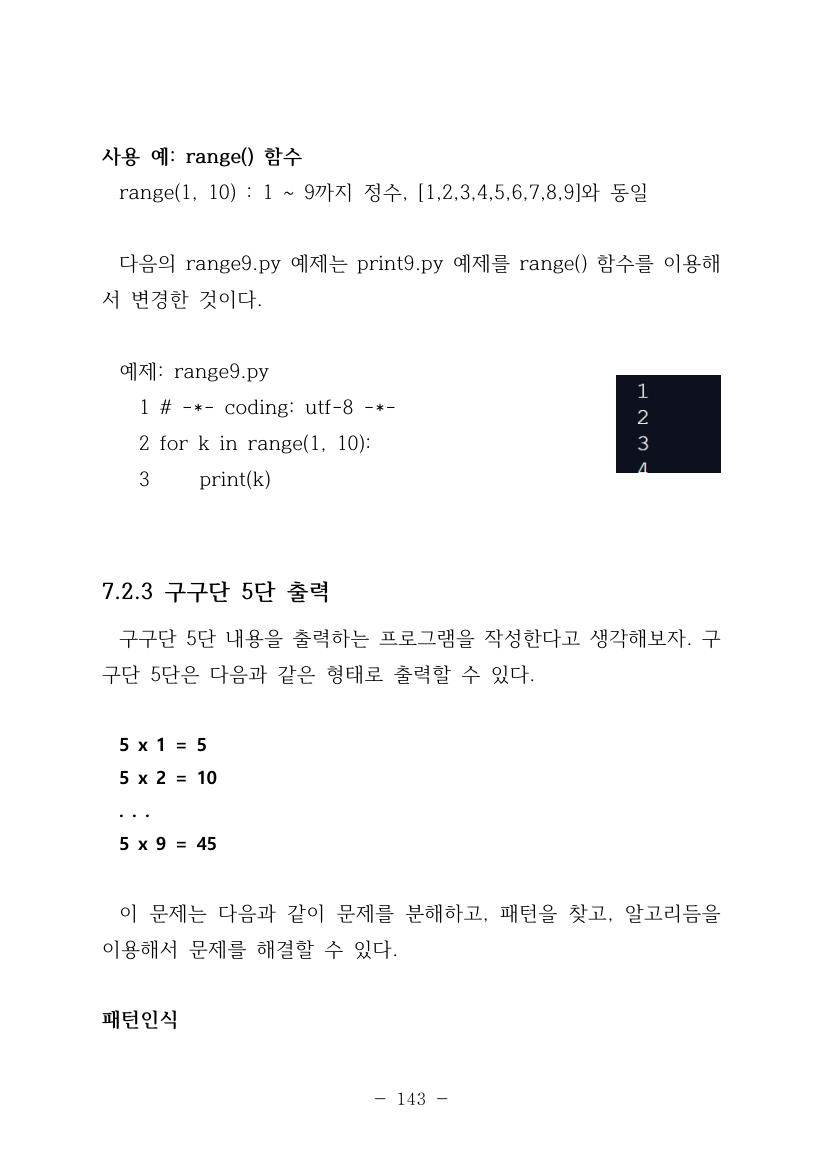 사용 예: range() 함수
range(1, 10) : 1 ~ 9까지 정수, [1,2,3,4,5,6,7,8,9]와 동일
다음의 range9.py 예제는 print9.py 예제를 range() 함수를 이용해
서 변경한 것이다.
예제: range9.py
1 # -*- coding: utf-8 -*-
2 for k in range(1, 10):
3     print(k)
1
2
3
4
7.2.3 구구단 5단 출력
구구단 5단 내용을 출력하는 프로그램을 작성한다고 생각해보자. 구
구단 5단은 다음과 같은 형태로 출력할 수 있다.
5 x 1 = 5
5 x 2 = 10
. . .
5 x 9 = 45
이 문제는 다음과 같이 문제를 분해하고, 패턴을 찾고, 알고리듬을
이용해서 문제를 해결할 수 있다.
패턴인식
- 143 -